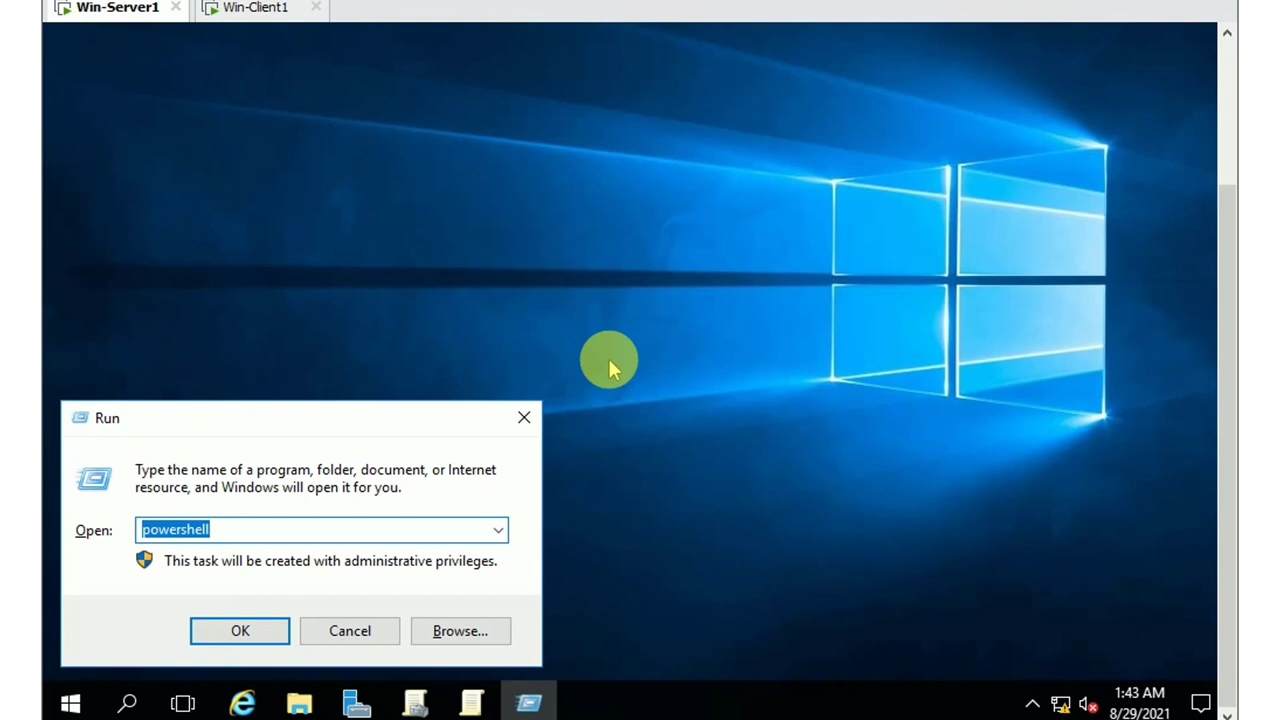 Win-Server1
Win-Client1
Run
Type the name of a program, folder, document, or Internet
resource, and Windows will open it for you.
Open:
powershell
This task will be created with administrative privileges.
OK
Cancel
Browse...
1:43 AM
8/29/2021